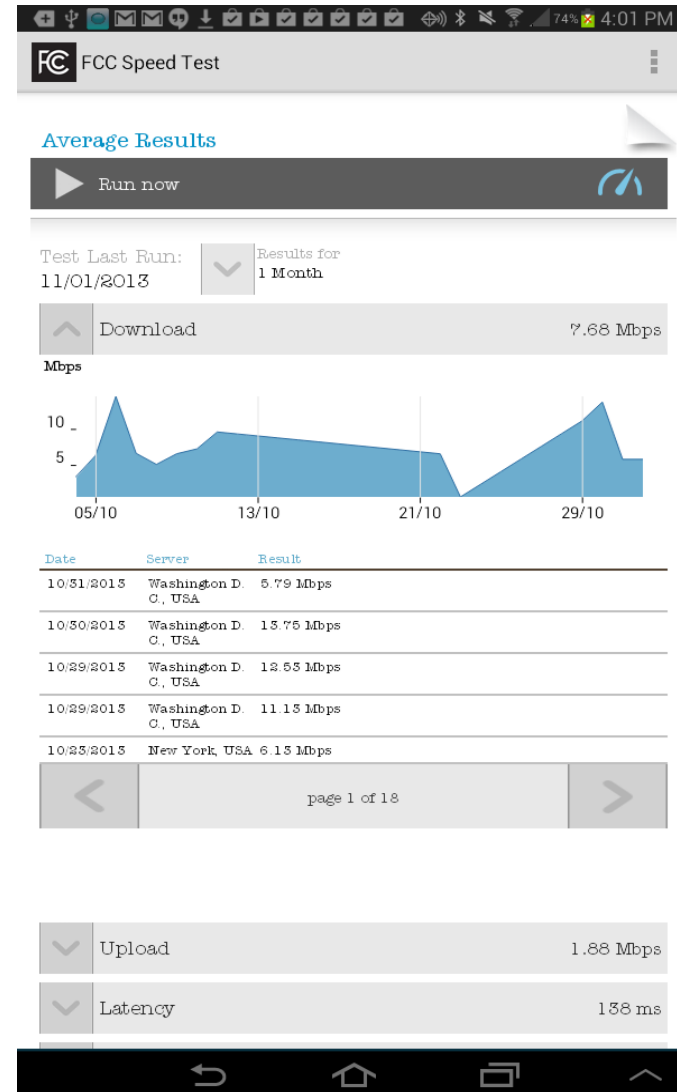 74% 4:01 PM
FCC FCC Speed Test
Average Results
Run now
Test Last Run:
11/01/2013
Results for
1 Month
Download 7.68 Mbps
Mbps
10
5
05/10 13/10 21/10 29/10
Date Server Result
10/31/2013 Washington D. 5.79 Mbps
C., USA
10/30/2013 Washington D. 13.75 Mbps
C., USA
10/29/2013 Washington D. 12.53 Mbps
C., USA
10/29/2013 Washington D. 11.13 Mbps
C., USA
10/23/2013 New York, USA 6.13 Mbps
page 1 of 18
Upload 1.88 Mbps
Latency 138 ms